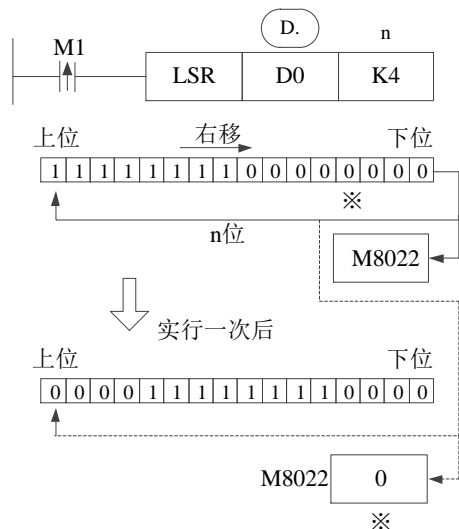 D. n
M1
LSR D0 K4
上位 右移 下位
1 1 1 1 1 1 1 1 0 0 0 0 0 0 0 0
※
n位
M8022
实行一次后
上位 下位
0 0 0 0 1 1 1 1 1 1 1 1 0 0 0 0
M8022 0
※